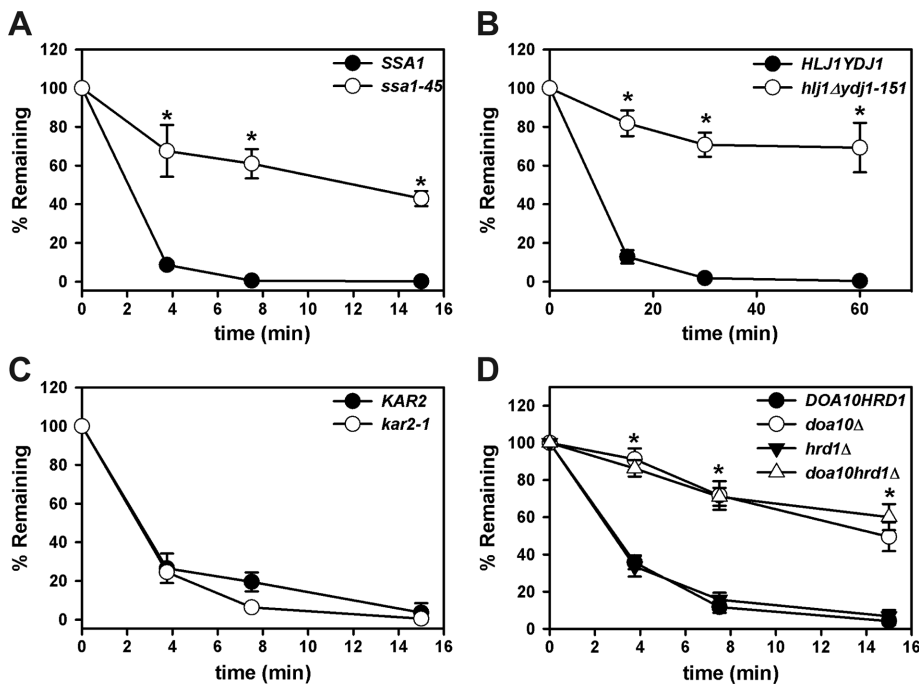 A
120
100
80
60
40
20
0
% Remaining
SSA1
ssa1-45
*
*
*
0 2 4 6 8 10 12 14 16
time (min)
B
120
100
80
60
40
20
0
% Remaining
HLJ1YDJ1
hlj1Δydj1-151
*
*
*
0 20 40 60
time (min)
C
120
100
80
60
40
20
0
% Remaining
KAR2
kar2-1
0 2 4 6 8 10 12 14 16
time (min)
D
120
100
80
60
40
20
0
% Remaining
DOA10HRD1
doa10Δ
hrd1Δ
doa10hrd1Δ
*
*
*
0 2 4 6 8 10 12 14 16
time (min)